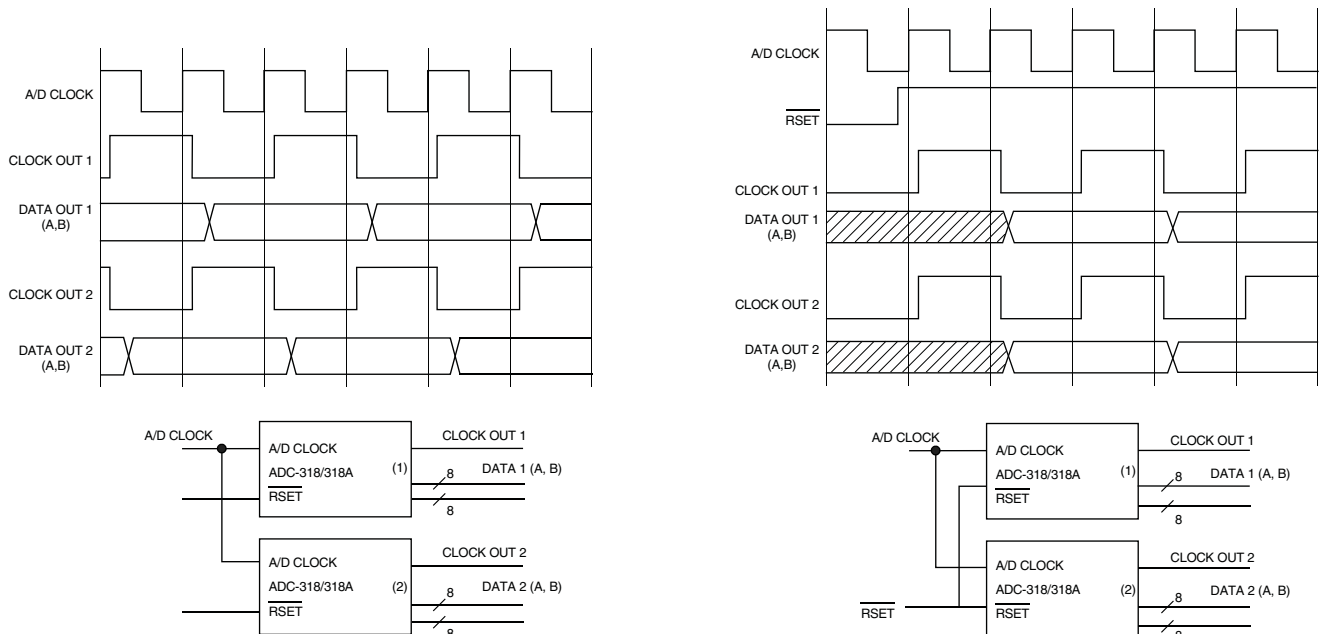 A/D CLOCK
CLOCK OUT 1
DATA OUT 1
(A,B)
CLOCK OUT 2
DATA OUT 2
(A,B)
A/D CLOCK
A/D CLOCK
ADC-318/318A
(1)
RSET
CLOCK OUT 1
8
DATA 1 (A, B)
8
A/D CLOCK
ADC-318/318A
(2)
RSET
CLOCK OUT 2
8
DATA 2 (A, B)
8
A/D CLOCK
RSET
CLOCK OUT 1
DATA OUT 1
(A,B)
CLOCK OUT 2
DATA OUT 2
(A,B)
A/D CLOCK
A/D CLOCK
ADC-318/318A
(1)
RSET
CLOCK OUT 1
8
DATA 1 (A, B)
8
RSET
A/D CLOCK
ADC-318/318A
(2)
RSET
CLOCK OUT 2
8
DATA 2 (A, B)
8